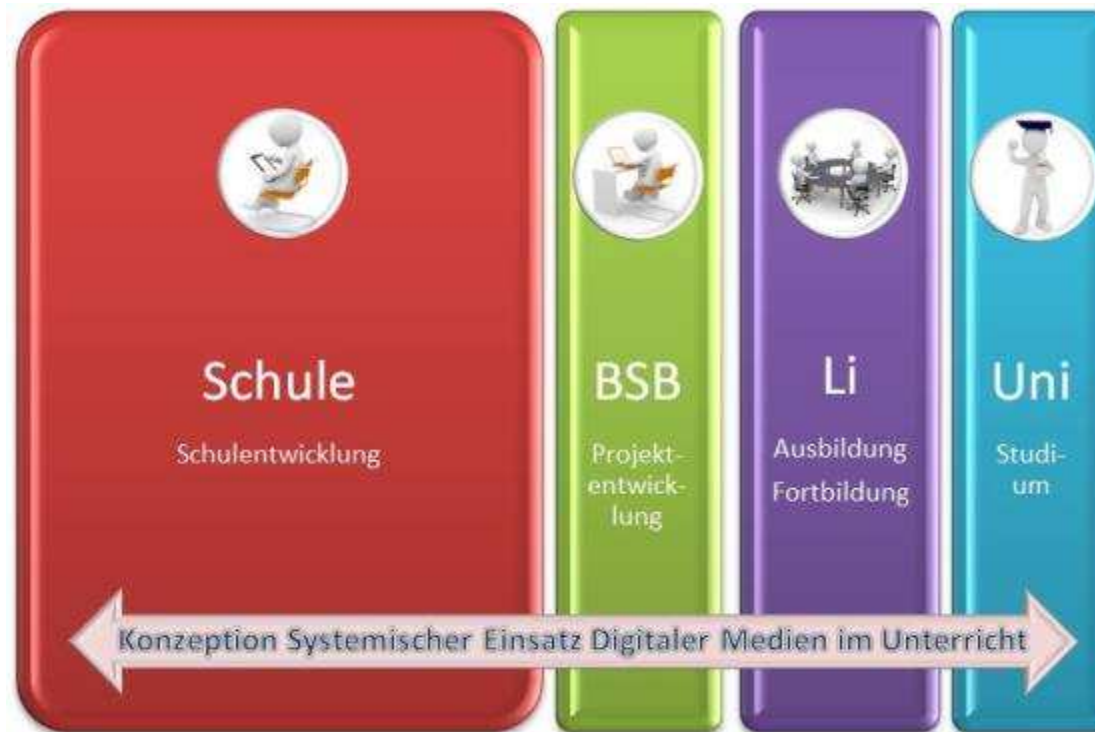 Schule
Schulentwicklung
BSB
Projekt-
entwick-
lung
Li
Ausbildung
Fortbildung
Uni
Studi-
um
Konzeption Systemischer Einsatz Digitaler Medien im Unterricht